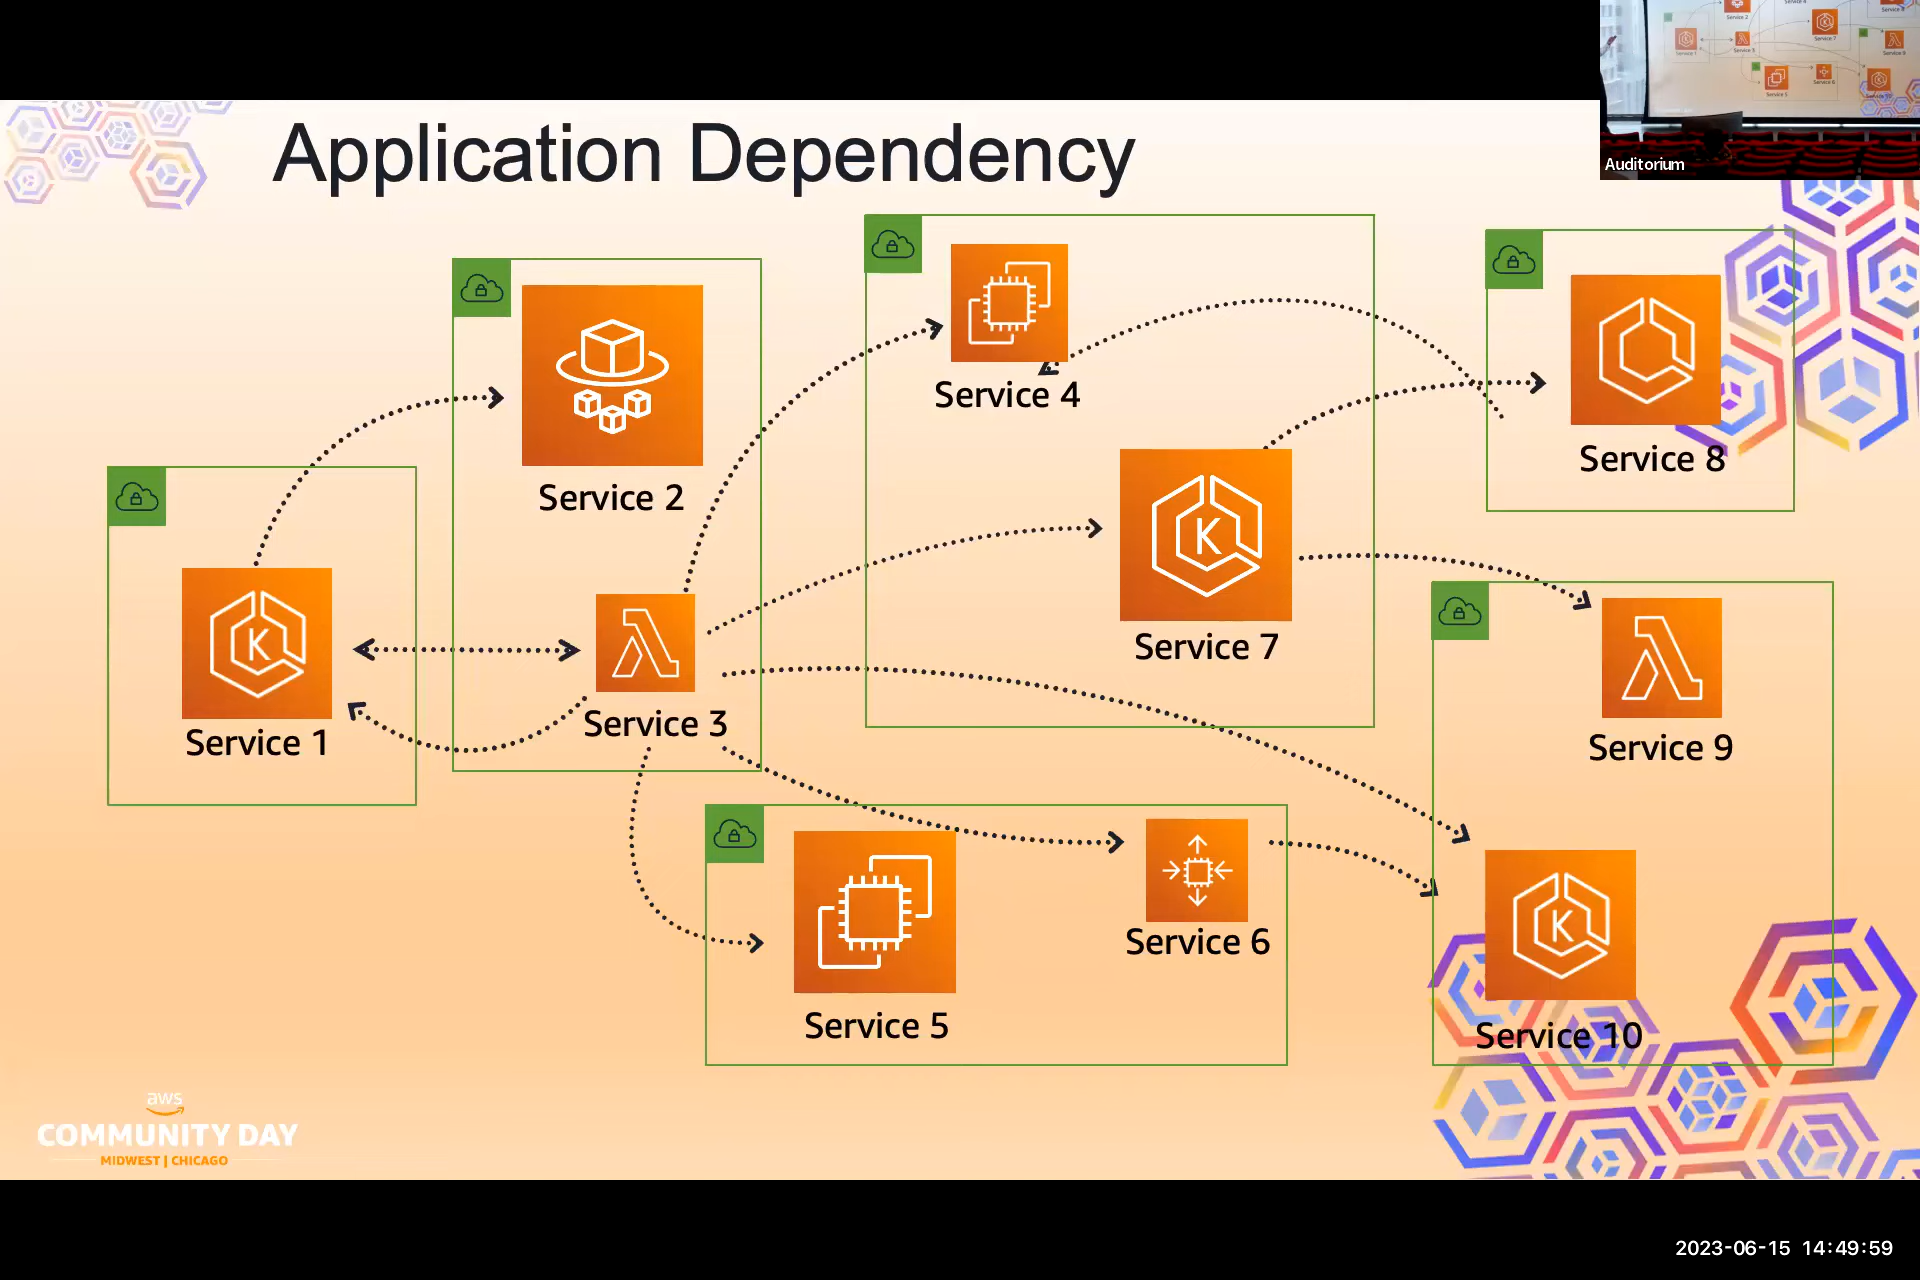 Application Dependency
Auditorium
Service 4
Service 8
Service 2
Service 7
Service 1
Service 3
Service 9
Service 6
Service 5
Service 10
aws
COMMUNITY DAY
MIDWEST | CHICAGO
2023-06-15 14:49:59